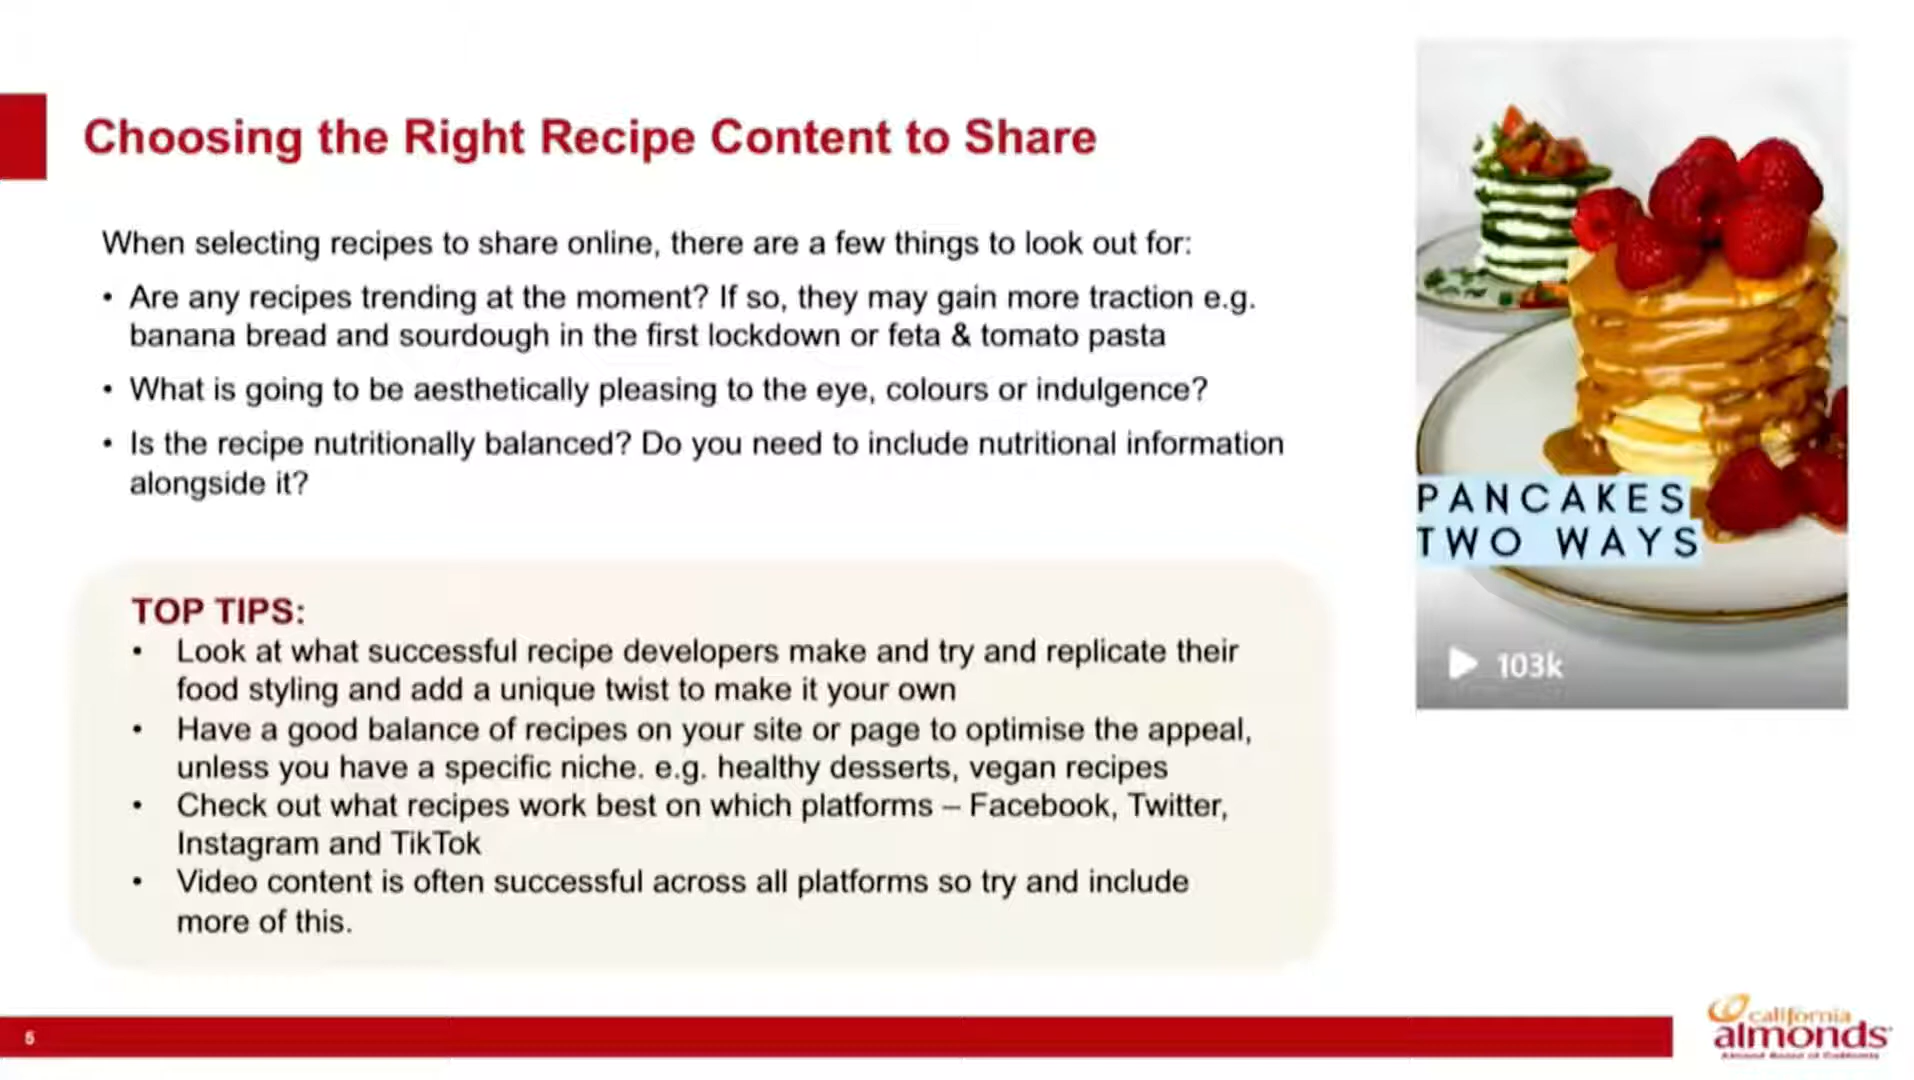 Choosing the Right Recipe Content to Share
When selecting recipes to share online, there are a few things to look out for:
• Are any recipes trending at the moment? If so, they may gain more traction e.g.
banana bread and sourdough in the first lockdown or feta & tomato pasta
• What is going to be aesthetically pleasing to the eye, colours or indulgence?
• Is the recipe nutritionally balanced? Do you need to include nutritional information
alongside it?
TOP TIPS:
• Look at what successful recipe developers make and try and replicate their
food styling and add a unique twist to make it your own
• Have a good balance of recipes on your site or page to optimise the appeal,
unless you have a specific niche. e.g. healthy desserts, vegan recipes
• Check out what recipes work best on which platforms – Facebook, Twitter,
Instagram and TikTok
• Video content is often successful across all platforms so try and include
more of this.
PANCAKES
TWO WAYS
103k
california
almonds
Almond Board of California